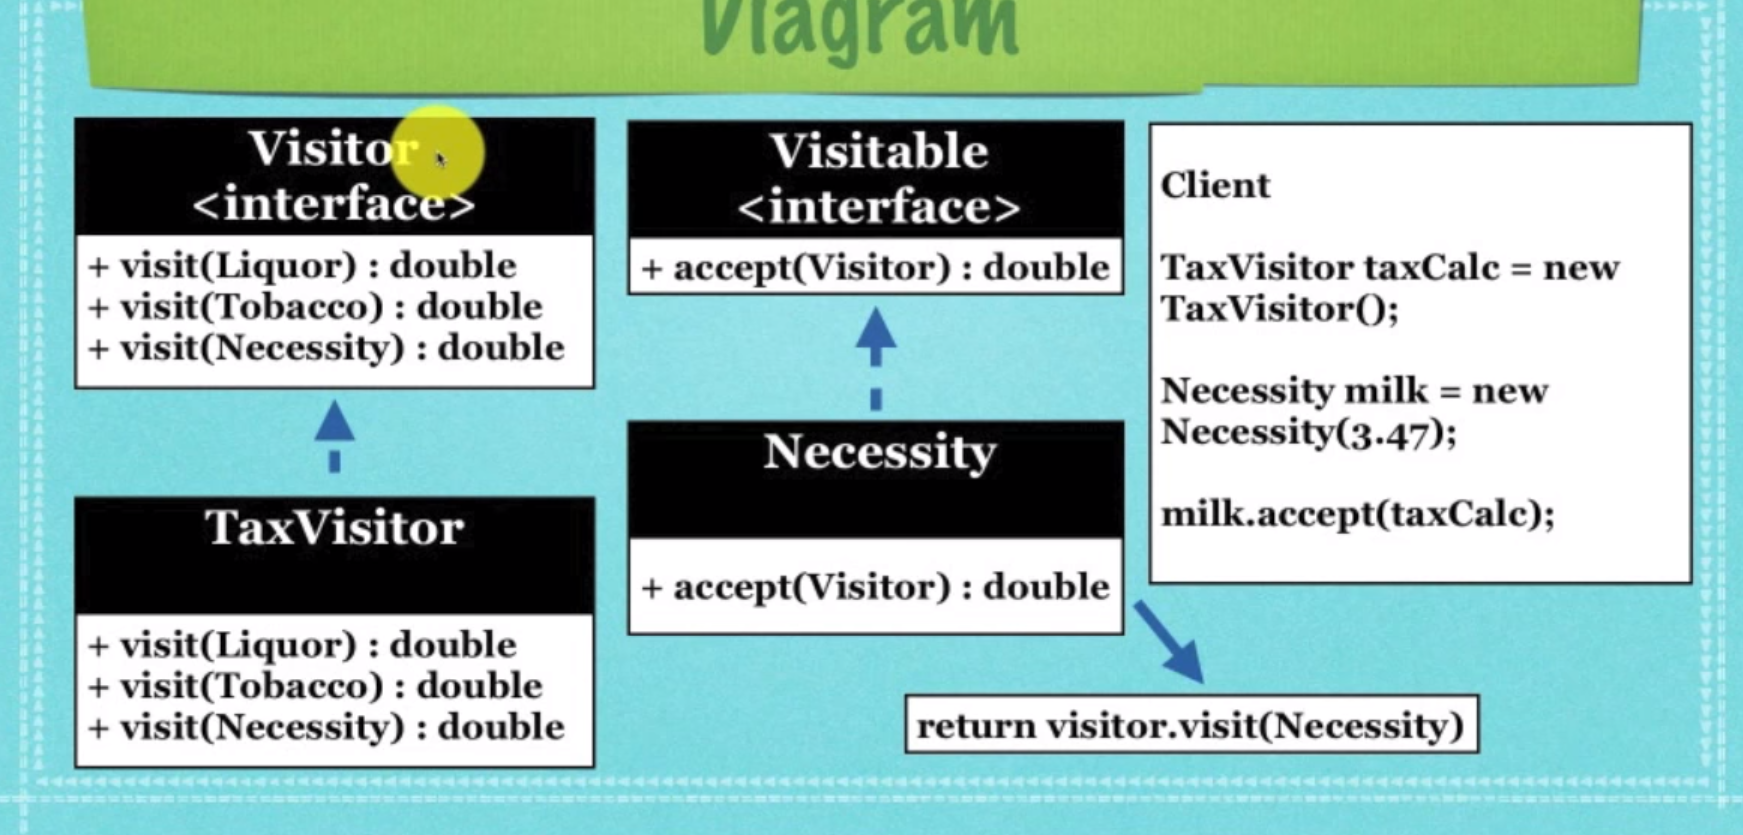 Diagram
Visitor
<interface>
+ visit(Liquor) : double
+ visit(Tobacco) : double
+ visit(Necessity) : double
TaxVisitor
+ visit(Liquor) : double
+ visit(Tobacco) : double
+ visit(Necessity) : double
Visitable
<interface>
+ accept(Visitor) : double
Necessity
+ accept(Visitor) : double
return visitor.visit(Necessity)
Client
TaxVisitor taxCalc = new
TaxVisitor();
Necessity milk = new
Necessity(3.47);
milk.accept(taxCalc);